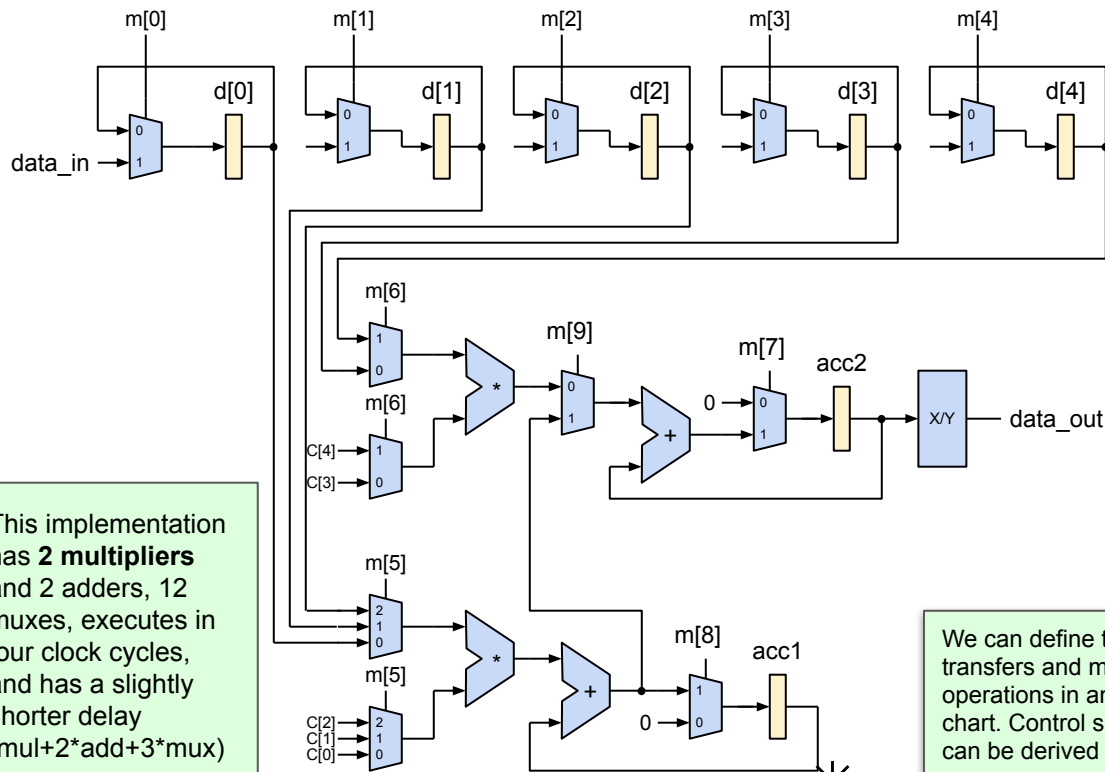 m[0] m[1] m[2] m[3] m[4]
d[0] d[1] d[2] d[3] d[4]
0 0 0 0 0
data_in 1 1 1 1 1
m[6]
1
0
m[9]
m[7]
acc2
*
0
1
0
0
1
+
X/Y
data_out
m[6]
C[4] 1
C[3] 0
This implementation
has 2 multipliers
and 2 adders, 12
muxes, executes in
four clock cycles,
and has a slightly
shorter delay
mul+2*add+3*mux)
m[5]
2
1
0
*
+
m[8]
1
0
0
acc1
m[5]
C[2] 2
C[1] 1
C[0] 0
We can define
transfers and
operations in
chart. Control
can be derived